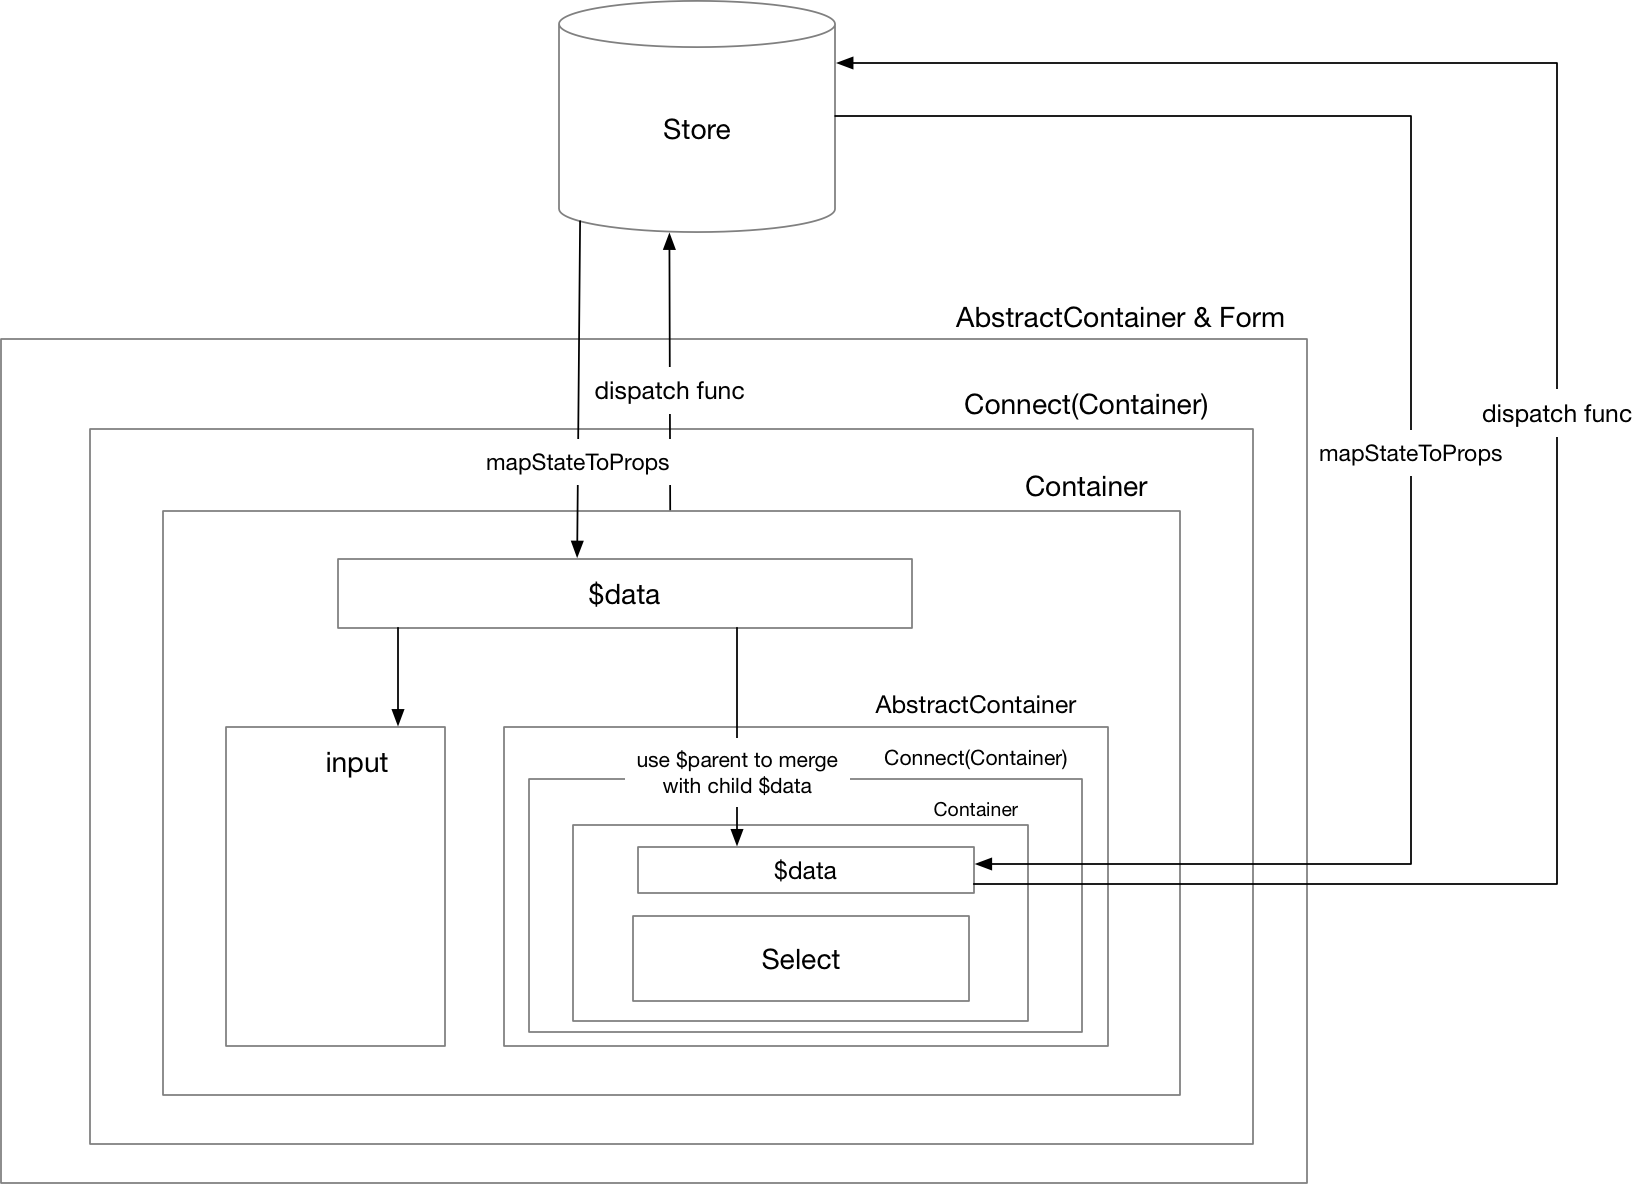 Store
AbstractContainer & Form
dispatch func
Connect(Container)
dispatch func
mapStateToProps
mapStateToProps
Container
$data
AbstractContainer
input
use $parent to merge
with child $data
Connect(Container)
Container
$data
Select